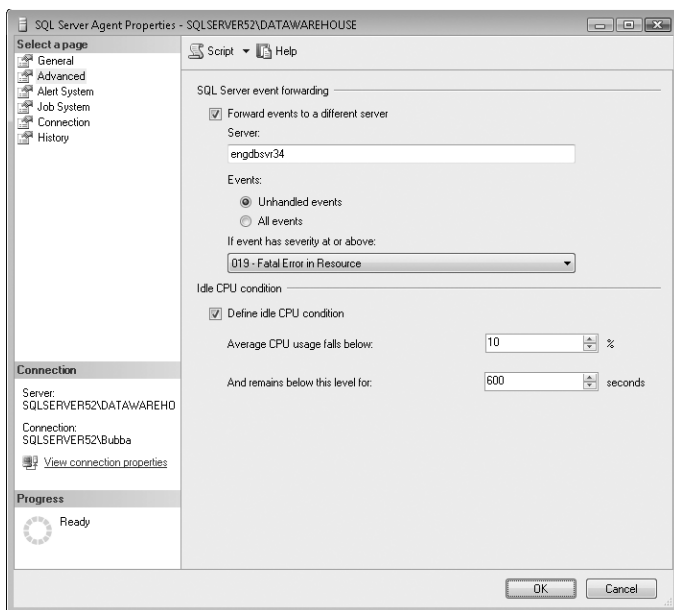 SQL Server Agent Properties - SQLSERVER52\DATAWAREHOUSE
Select a page
General
Advanced
Alert System
Job System
Connection
History
Script
Help
SQL Server event forwarding
Forward events to a different server
Server:
engdbsvr34
Events:
Unhandled events
All events
If event has severity at or above:
019 - Fatal Error in Resource
Idle CPU condition
Define idle CPU condition
Average CPU usage falls below:
10
%
And remains below this level for:
600
seconds
Connection
Server:
SQLSERVER52\DATAWAREHO
Connection:
SQLSERVER52\Bubba
View connection properties
Progress
Ready
OK
Cancel